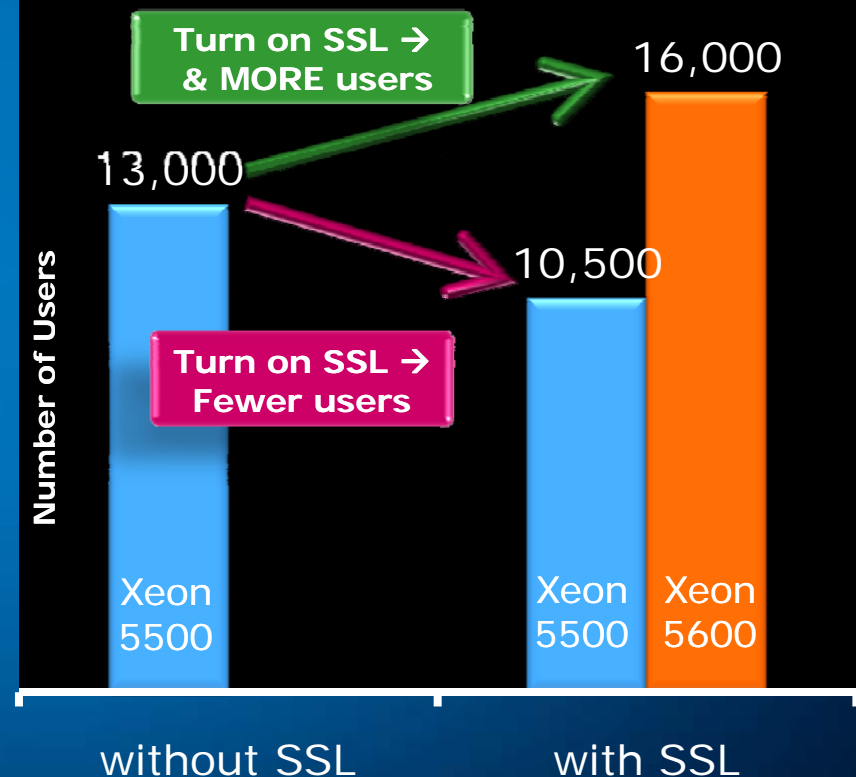 Turn on SSL →
& MORE users
16,000
13,000
10,500
Number of Users
Turn on SSL →
Fewer users
Xeon
5500
Xeon
5500
Xeon
5600
without SSL
with SSL